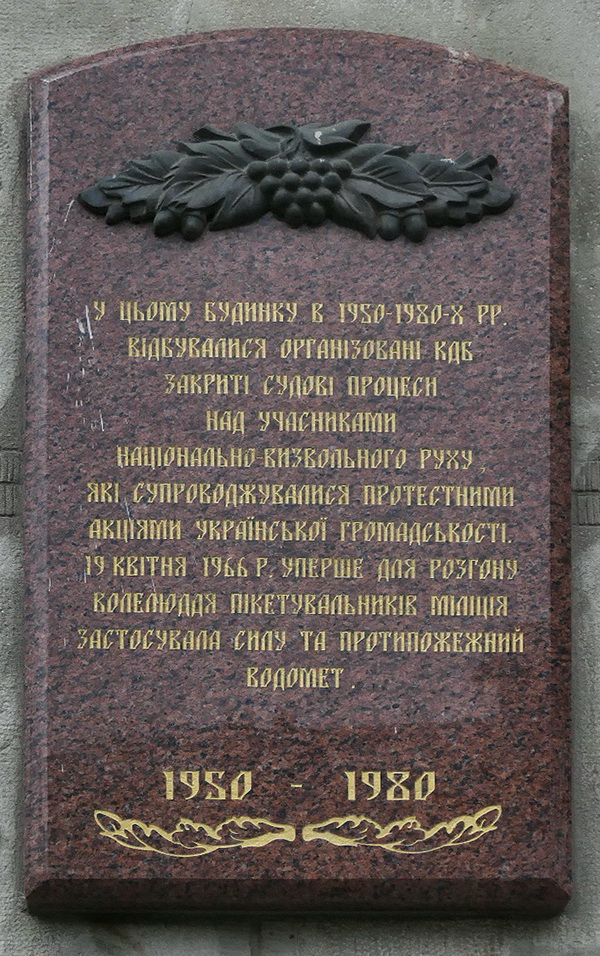 У ЦЬОМУ БУДИНКУ В 1950-1980-Х РР.
ВІДБУВАЛИСЯ ОРГАНІЗОВАНІ КДБ
ЗАКРИТІ СУДОВІ ПРОЦЕСИ
НАД УЧАСНИКАМИ
НАЦІОНАЛЬНО-ВИЗВОЛЬНОГО РУХУ,
ЯКІ СУПРОВОДЖУВАЛИСЯ ПРОТЕСТНИМИ
АКЦІЯМИ УКРАЇНСЬКОЇ ГРОМАДСЬКОСТІ.
19 КВІТНЯ 1966 Р. УПЕРШЕ ДЛЯ РОЗГОНУ
ВОЛЕЛЮДДЯ ПІКЕТУВАЛЬНИКІВ МІЛІЦІЯ
ЗАСТОСУВАЛА СИЛУ ТА ПРОТИПОЖЕЖНИЙ
ВОДОМЕТ.
1950 - 1980